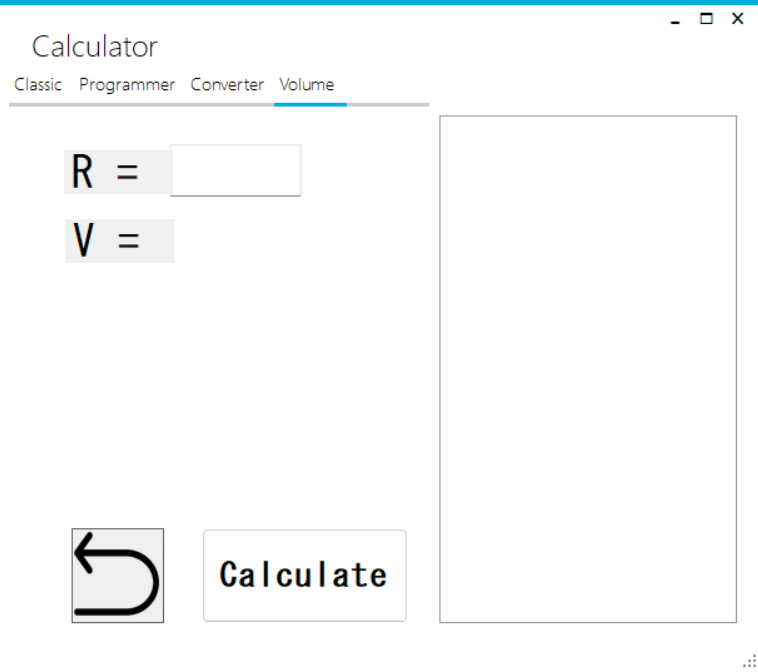 Calculator
Classic Programmer Converter Volume
R =
V =
Calculate